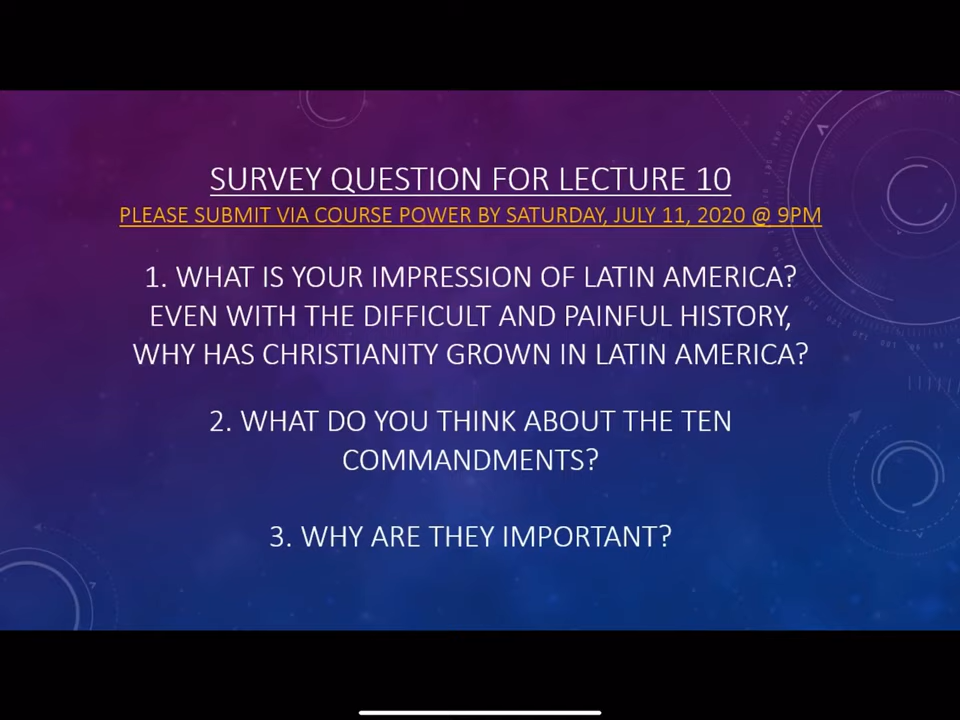 SURVEY QUESTION FOR LECTURE 10
PLEASE SUBMIT VIA COURSE POWER BY SATURDAY, JULY 11, 2020 @ 9PM
1. WHAT IS YOUR IMPRESSION OF LATIN AMERICA?
EVEN WITH THE DIFFICULT AND PAINFUL HISTORY,
WHY HAS CHRISTIANITY GROWN IN LATIN AMERICA?
2. WHAT DO YOU THINK ABOUT THE TEN
COMMANDMENTS?
3. WHY ARE THEY IMPORTANT?